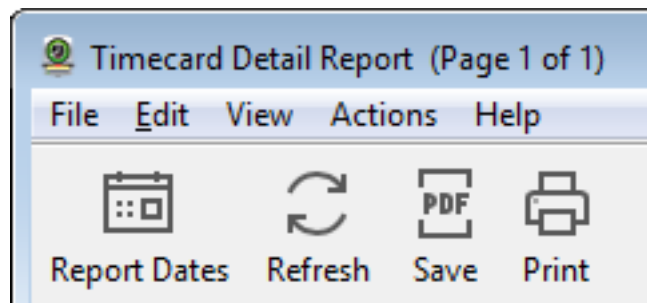 Timecard Detail Report (Page 1 of 1)
File Edit View Actions Help
PDF
Report Dates Refresh Save Print